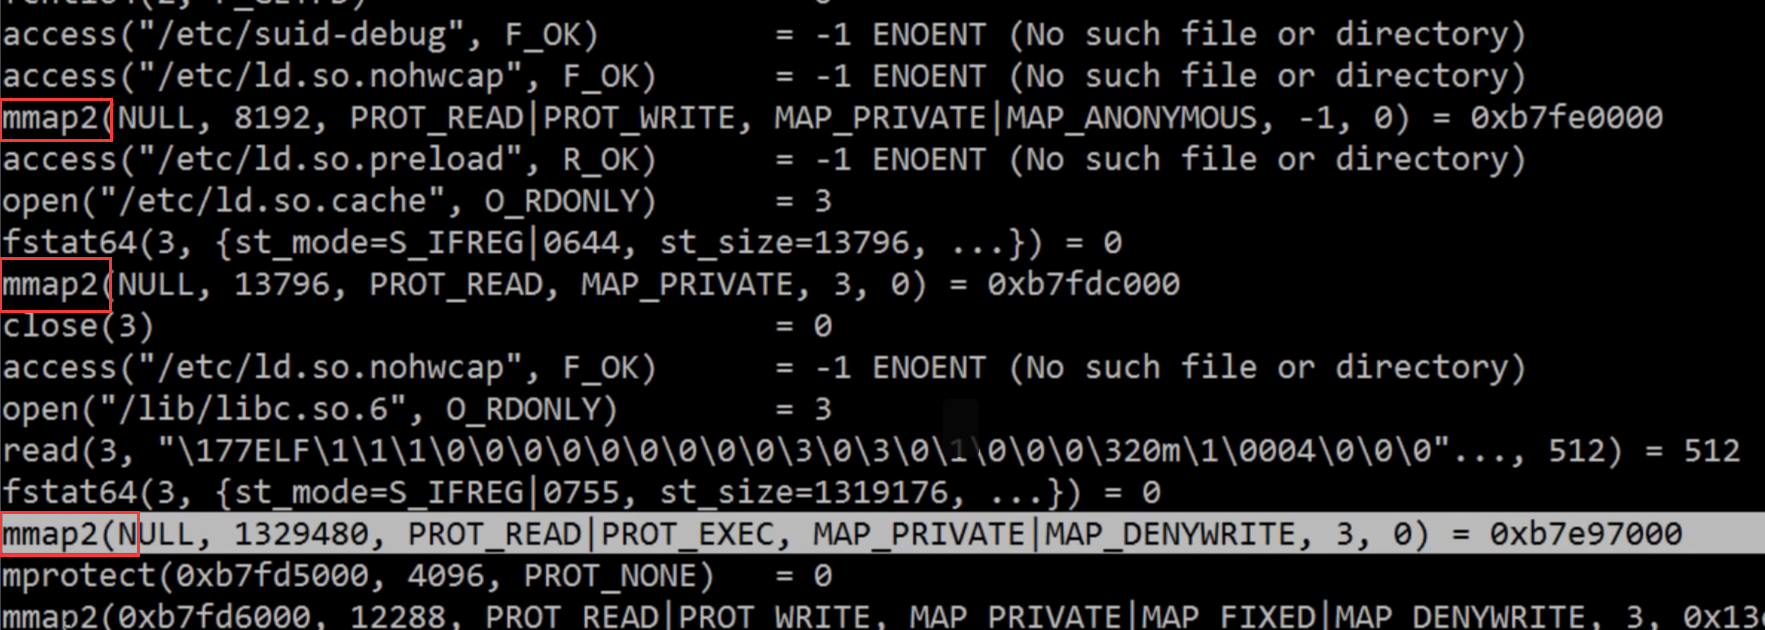 access("/etc/suid-debug", F_OK)         = -1 ENOENT (No such file or directory)
access("/etc/ld.so.nohwcap", F_OK)      = -1 ENOENT (No such file or directory)
mmap2(NULL, 8192, PROT_READ|PROT_WRITE, MAP_PRIVATE|MAP_ANONYMOUS, -1, 0) = 0xb7fe0000
access("/etc/ld.so.preload", R_OK)      = -1 ENOENT (No such file or directory)
open("/etc/ld.so.cache", O_RDONLY)      = 3
fstat64(3, {st_mode=S_IFREG|0644, st_size=13796, ...}) = 0
mmap2(NULL, 13796, PROT_READ, MAP_PRIVATE, 3, 0) = 0xb7fdc000
close(3)                                = 0
access("/etc/ld.so.nohwcap", F_OK)      = -1 ENOENT (No such file or directory)
open("/lib/libc.so.6", O_RDONLY)        = 3
read(3, "\177ELF\1\1\1\0\0\0\0\0\0\0\0\0\3\0\3\0\1\0\0\0\320m\1\0004\0\0\0"..., 512) = 512
fstat64(3, {st_mode=S_IFREG|0755, st_size=1319176, ...}) = 0
mmap2(NULL, 1329480, PROT_READ|PROT_EXEC, MAP_PRIVATE|MAP_DENYWRITE, 3, 0) = 0xb7e97000
mprotect(0xb7fd5000, 4096, PROT_NONE)   = 0
mmap2(0xb7fd6000, 12288, PROT_READ|PROT_WRITE, MAP_PRIVATE|MAP_FIXED|MAP_DENYWRITE, 3,